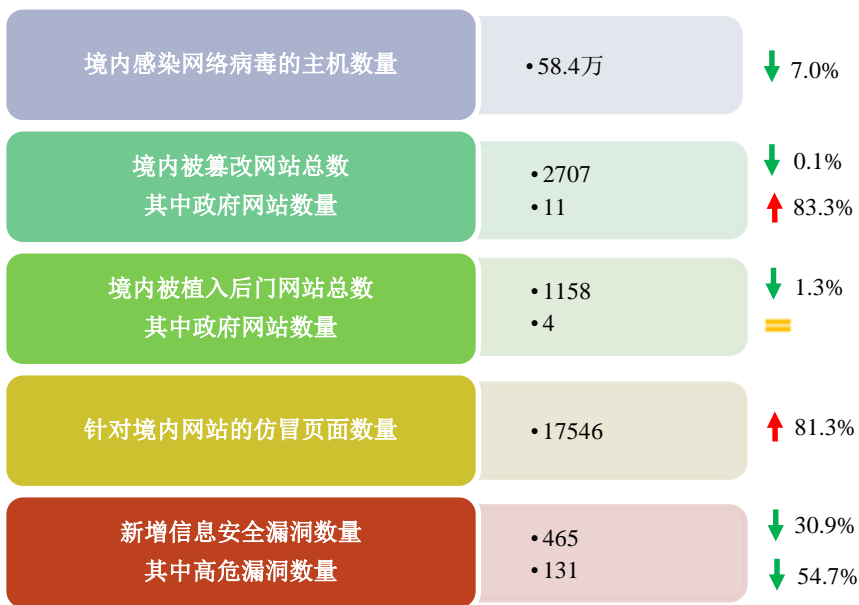 境内感染网络病毒的主机数量
•58.4万
7.0%
境内被篡改网站总数
其中政府网站数量
•2707
•11
0.1%
83.3%
境内被植入后门网站总数
其中政府网站数量
•1158
•4
1.3%
针对境内网站的仿冒页面数量
•17546
81.3%
新增信息安全漏洞数量
其中高危漏洞数量
•465
•131
30.9%
54.7%